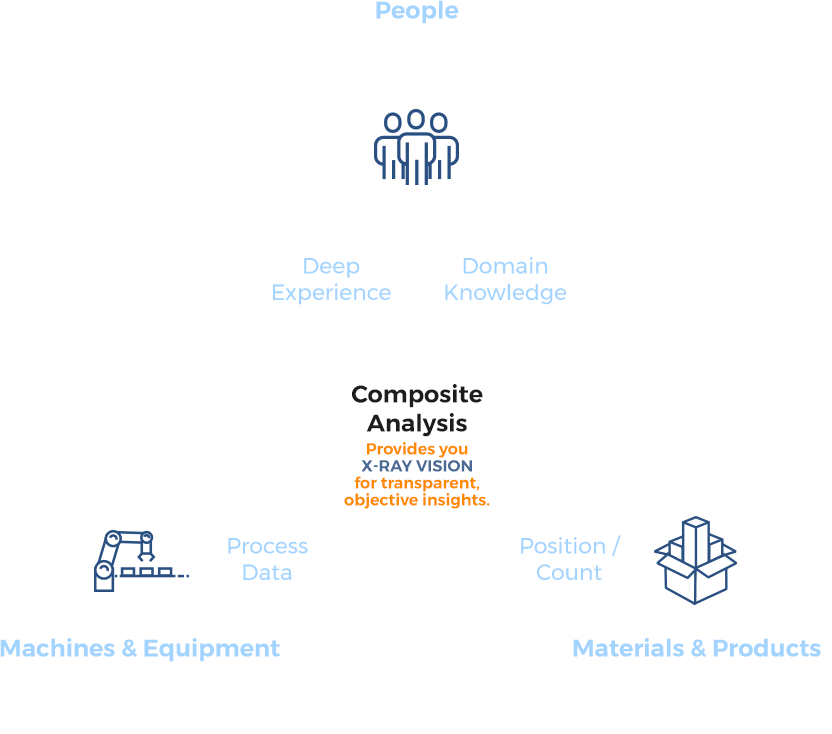 People
Deep
Experience
Domain
Knowledge
Composite
Analysis
Provides you
X-RAY VISION
for transparent,
objective insights.
Process
Data
Position /
Count
Machines & Equipment
Materials & Products